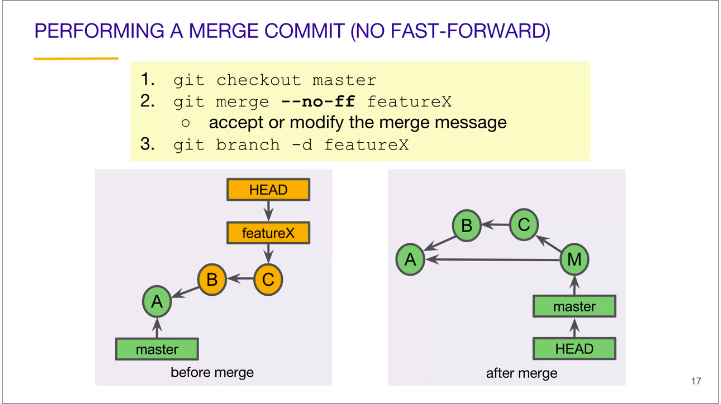 PERFORMING A MERGE COMMIT (NO FAST-FORWARD)
1. git checkout master
2. git merge --no-ff featureX
○ accept or modify the merge message
3. git branch -d featureX
HEAD
featureX
B
C
A
master
before merge
B
C
A
M
master
HEAD
after merge
17